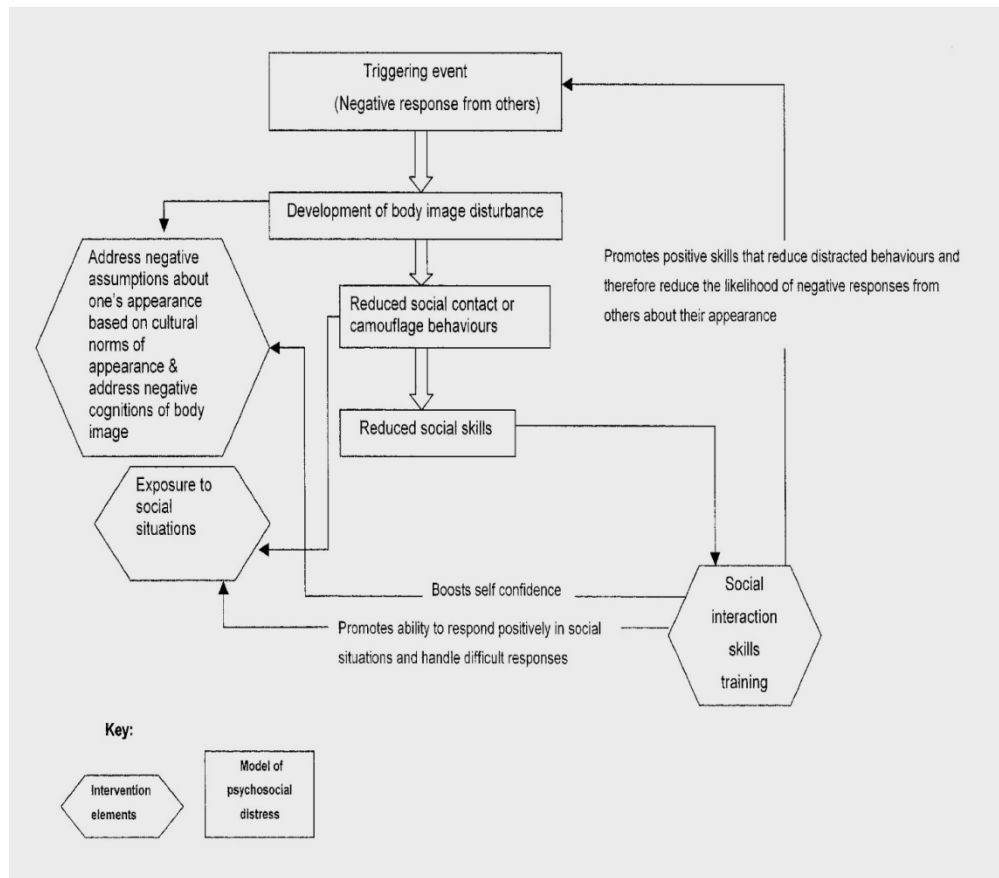 Triggering event
(Negative response from others)
Development of body image disturbance
Address negative
assumptions about
one's appearance
based on cultural
norms of
appearance &
address negative
cognitions of body
image
Reduced social contact or
camouflage behaviours
Promotes positive skills that reduce distracted behaviours and
therefore reduce the likelihood of negative responses from
others about their appearance
Reduced social skills
Exposure to
social
situations
Boosts self confidence
Promotes ability to respond positively in social
situations and handle difficult responses
Social
interaction
skills
training
Key:
Intervention
elements
Model of
psychosocial
distress